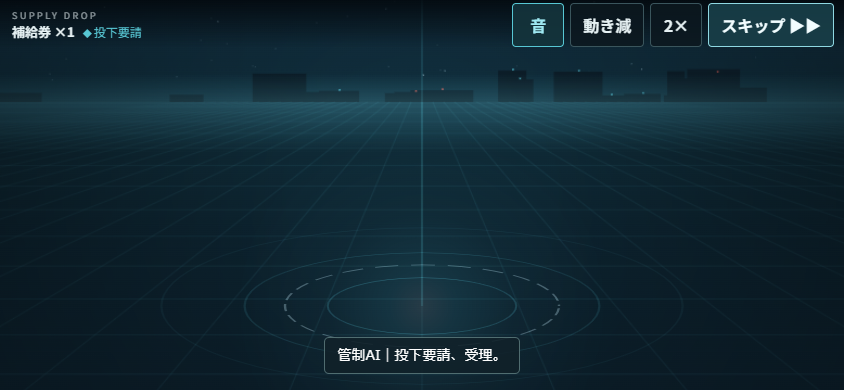 SUPPLY DROP
補給券 ×1 ◆投下要請
音
動き減
2×
スキップ ▶▶
管制AI｜投下要請、受理。